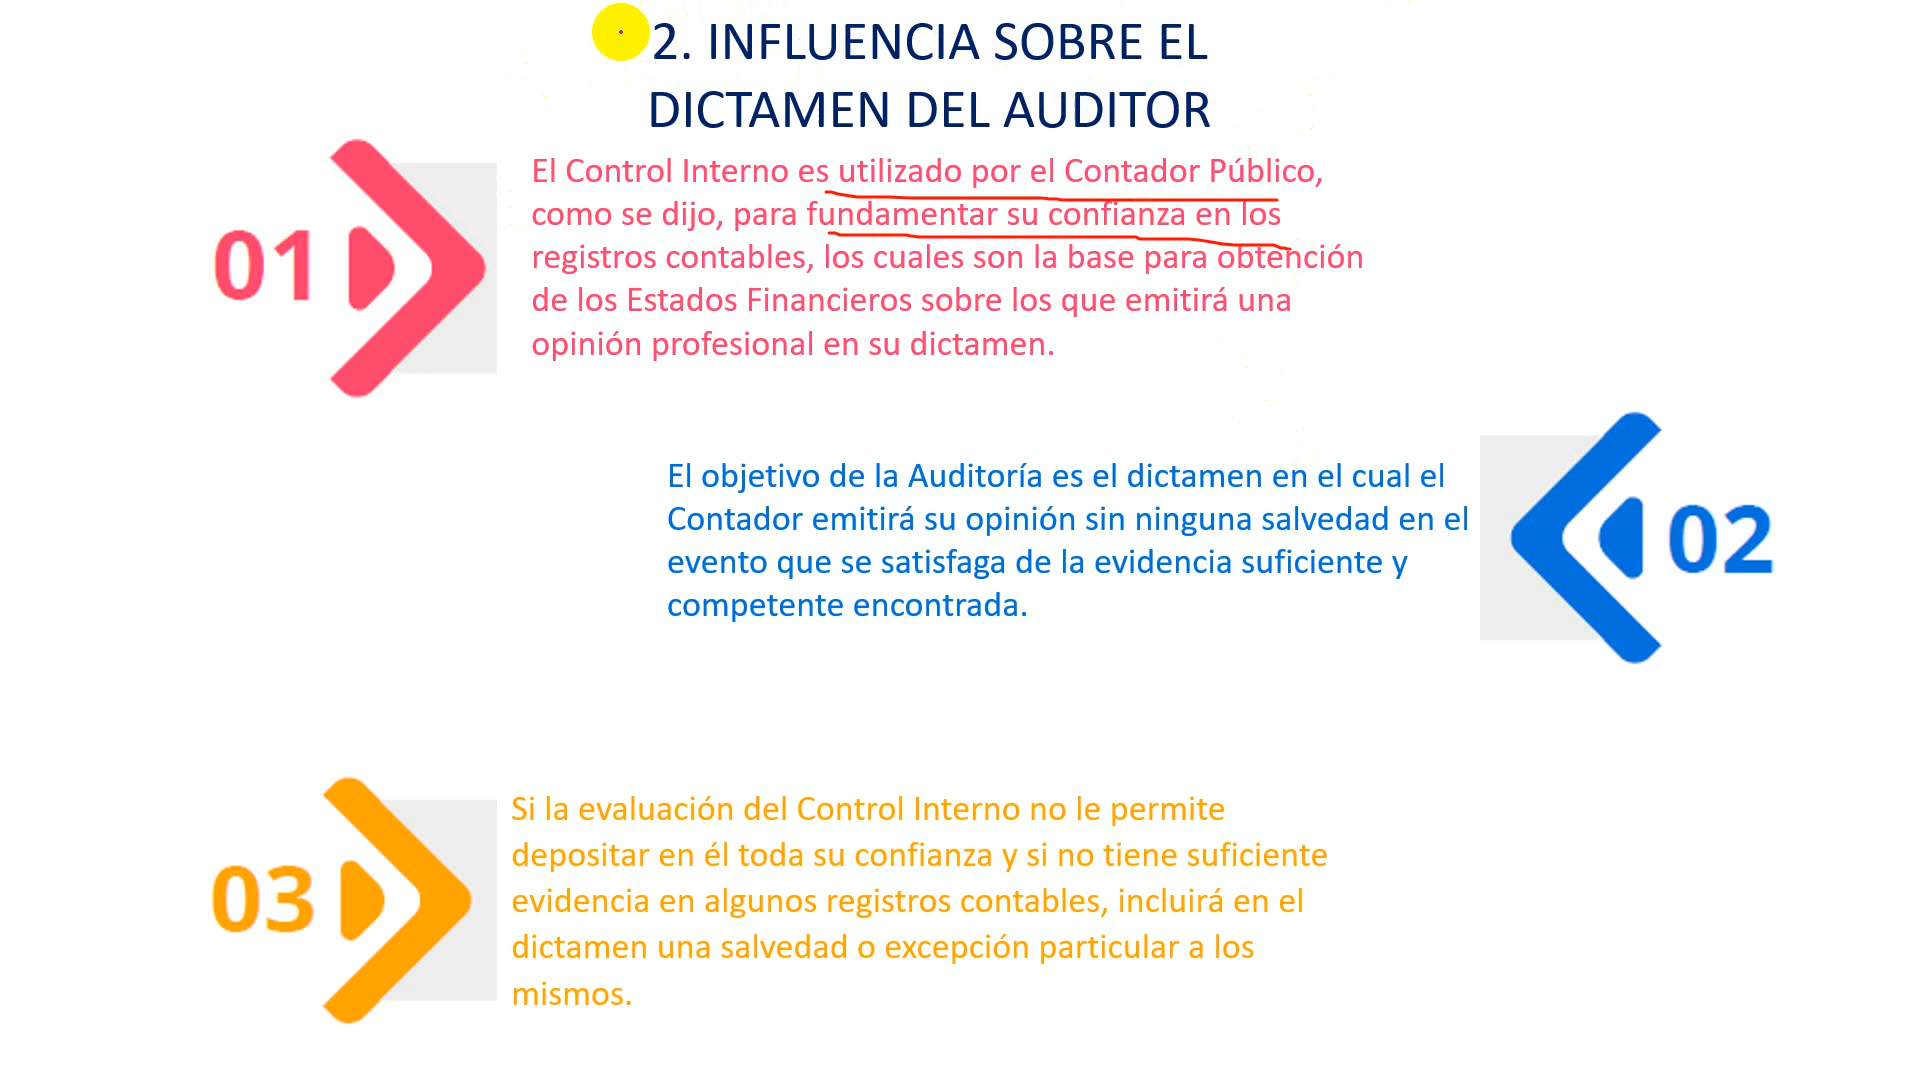 2. INFLUENCIA SOBRE EL
DICTAMEN DEL AUDITOR
01
El Control Interno es utilizado por el Contador Público,
como se dijo, para fundamentar su confianza en los
registros contables, los cuales son la base para obtención
de los Estados Financieros sobre los que emitirá una
opinión profesional en su dictamen.
El objetivo de la Auditoría es el dictamen en el cual el
Contador emitirá su opinión sin ninguna salvedad en el
evento que se satisfaga de la evidencia suficiente y
competente encontrada.
02
03
Si la evaluación del Control Interno no le permite
depositar en él toda su confianza y si no tiene suficiente
evidencia en algunos registros contables, incluirá en el
dictamen una salvedad o excepción particular a los
mismos.